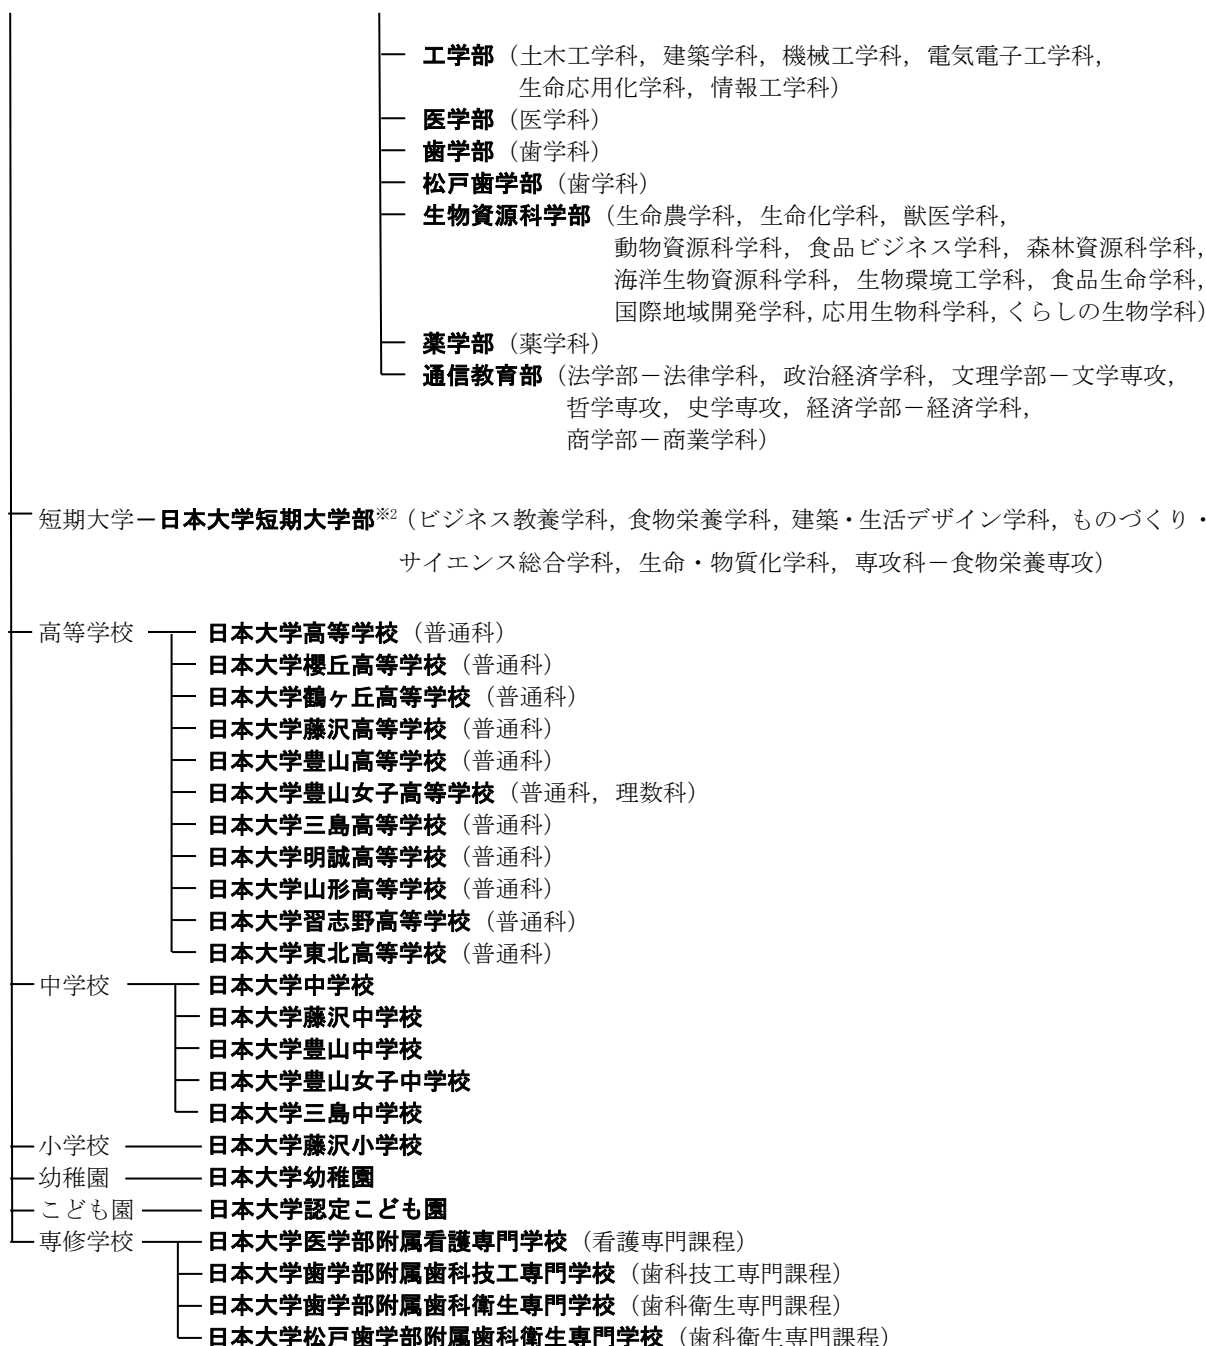 工学部（土木工学科，建築学科，機械工学科，電気電子工学科，
生命応用化学科，情報工学科）
医学部（医学科）
歯学部（歯学科）
松戸歯学部（歯学科）
生物資源科学部（生命農学科，生命化学科，獣医学科，
動物資源科学科，食品ビジネス学科，森林資源科学科，
海洋生物資源科学科，生物環境工学科，食品生命学科，
国際地域開発学科，応用生物科学科，くらしの生物学科）
薬学部（薬学科）
通信教育部（法学部－法律学科，政治経済学科，文理学部－文学専攻，
哲学専攻，史学専攻，経済学部－経済学科，
商学部－商業学科）
短期大学－日本大学短期大学部※2（ビジネス教養学科，食物栄養学科，建築・生活デザイン学科，ものづくり・
サイエンス総合学科，生命・物質化学科，専攻科－食物栄養専攻）
高等学校 日本大学高等学校（普通科）
日本大学櫻丘高等学校（普通科）
日本大学鶴ヶ丘高等学校（普通科）
日本大学藤沢高等学校（普通科）
日本大学豊山高等学校（普通科）
日本大学豊山女子高等学校（普通科，理数科）
日本大学三島高等学校（普通科）
日本大学明誠高等学校（普通科）
日本大学山形高等学校（普通科）
日本大学習志野高等学校（普通科）
日本大学東北高等学校（普通科）
中学校 日本大学中学校
日本大学藤沢中学校
日本大学豊山中学校
日本大学豊山女子中学校
日本大学三島中学校
小学校 日本大学藤沢小学校
幼稚園 日本大学幼稚園
こども園 日本大学認定こども園
専修学校 日本大学医学部附属看護専門学校（看護専門課程）
日本大学歯学部附属歯科技工専門学校（歯科技工専門課程）
日本大学歯学部附属歯科衛生専門学校（歯科衛生専門課程）
日本大学松戸歯学部附属歯科衛生専門学校（歯科衛生専門課程）